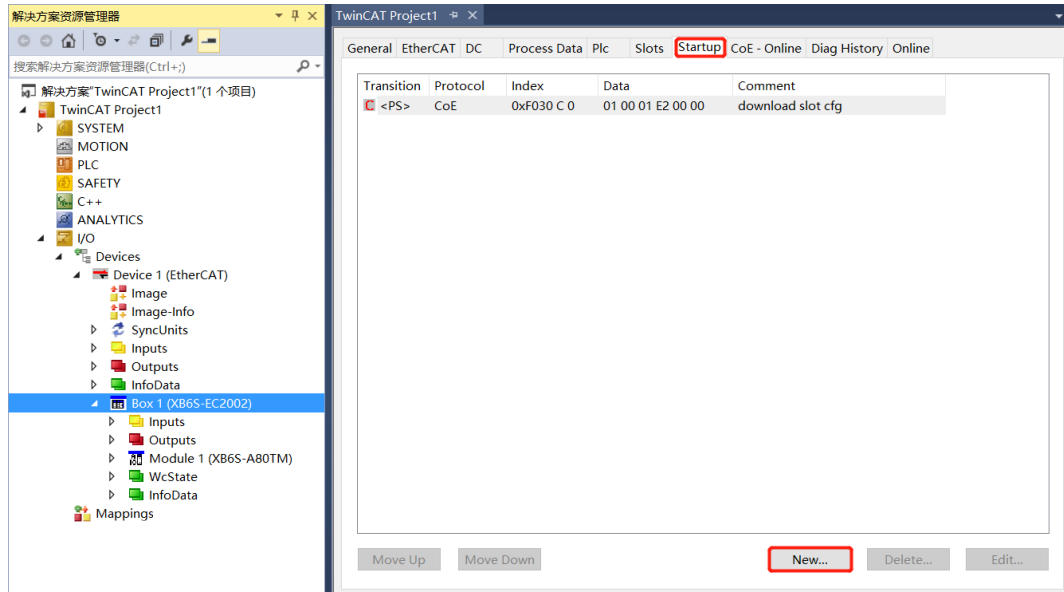 解决方案资源管理器
搜索解决方案资源管理器(Ctrl+;)
解决方案"TwinCAT Project1"(1 个项目)
TwinCAT Project1
SYSTEM
MOTION
PLC
SAFETY
C++
ANALYTICS
I/O
Devices
Device 1 (EtherCAT)
Image
Image-Info
SyncUnits
Inputs
Outputs
InfoData
Box 1 (XB6S-EC2002)
Inputs
Outputs
Module 1 (XB6S-A80TM)
WcState
InfoData
Mappings
TwinCAT Project1
General EtherCAT DC Process Data Plc Slots Startup CoE - Online Diag History Online
Transition Protocol Index Data Comment
C <PS> CoE 0xF030 C 0 01 00 01 E2 00 00 download slot cfg
Move Up Move Down New... Delete... Edit...